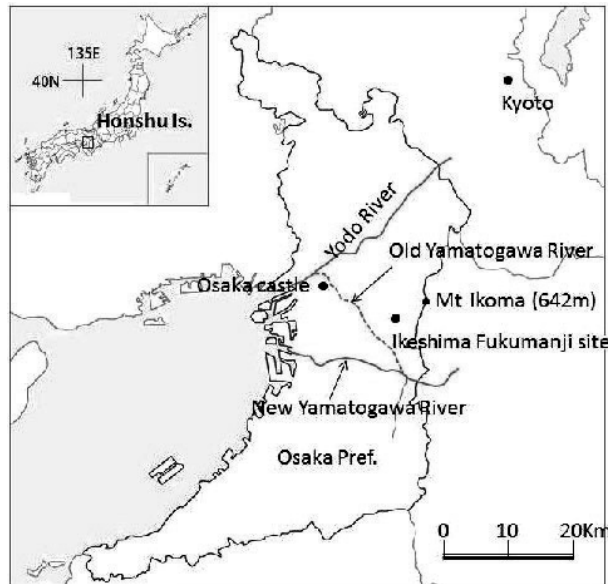 135E
40N
Honshu Is.
Kyoto
Yodo River
Old Yamatogawa River
Osaka castle
Mt Ikoma (642m)
Ikeshima Fukumanji site
New Yamatogawa River
Osaka Pref.
0 10 20Km